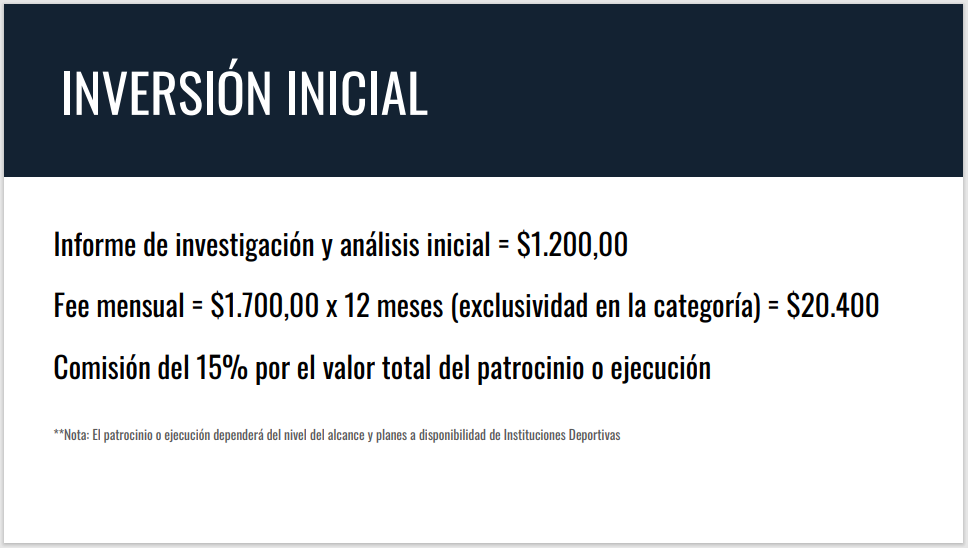 INVERSIÓN INICIAL
Informe de investigación y análisis inicial = $1.200,00
Fee mensual = $1.700,00 x 12 meses (exclusividad en la categoría) = $20.400
Comisión del 15% por el valor total del patrocinio o ejecución
**Nota: El patrocinio o ejecución dependerá del nivel del alcance y planes a disponibilidad de Instituciones Deportivas